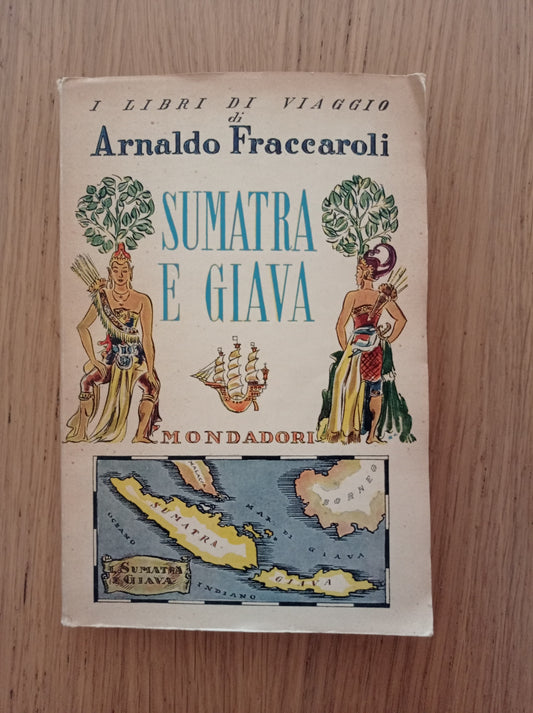 I LIBRI DI VIAGGIO
di
Arnaldo Fraccaroli
SUMATRA
E GIAVA
MONDADORI
MALACCA
BORNEO
SUMATRA
MAR DI GIAVA
OCEANO
INDIANO
GIAVA
I. SUMATRA
E GIAVA